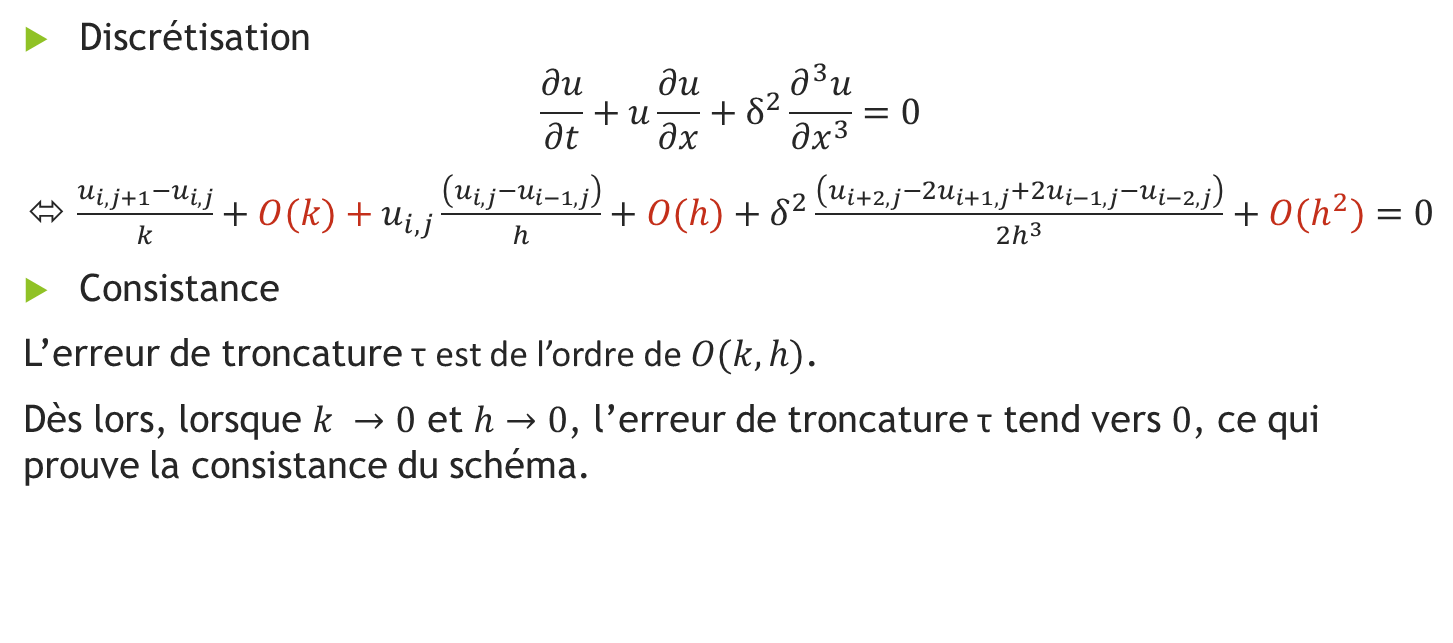 ▶ Discrétisation
∂u/∂t + u ∂u/∂x + δ² ∂³u/∂x³ = 0
⇔ (u_{i,j+1}−u_{i,j})/k + O(k) + u_{i,j} (u_{i,j}−u_{i−1,j})/h + O(h) + δ² (u_{i+2,j}−2u_{i+1,j}+2u_{i−1,j}−u_{i−2,j})/2h³ + O(h²) = 0
▶ Consistance
L’erreur de troncature τ est de l’ordre de O(k, h).
Dès lors, lorsque k → 0 et h → 0, l’erreur de troncature τ tend vers 0, ce qui
prouve la consistance du schéma.